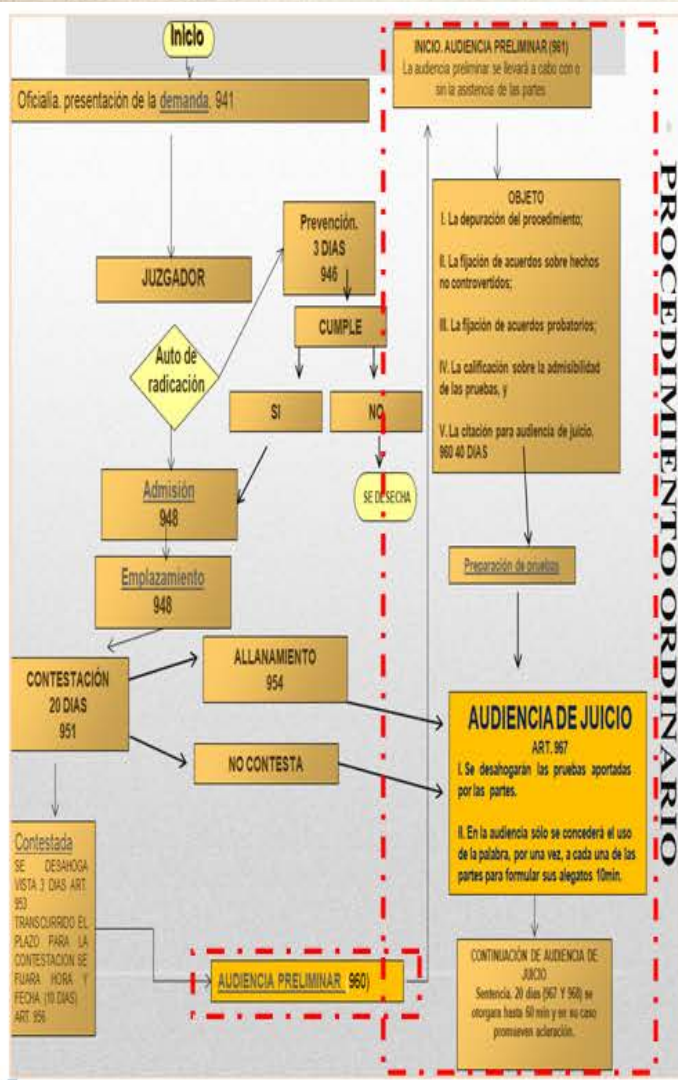 Inicio
Oficialia. presentación de la demanda, 941
JUZGADOR
Auto de
radicación
Prevención.
3 DIAS
946
CUMPLE
SI
NO
SE DESECHA
Admisión
948
Emplazamiento
948
CONTESTACIÓN
20 DIAS
951
ALLANAMIENTO
954
NO CONTESTA
Contestada
SE DESAHOGA
VISTA 3 DIAS ART.
953
TRANSCURRIDO EL
PLAZO PARA LA
CONTESTACION SE
FIJARA HORA Y
FECHA (10 DIAS)
ART. 956
AUDIENCIA PRELIMINAR 960)
INICIO. AUDIENCIA PRELIMINAR (961)
La audiencia preliminar se llevará a cabo con o
sin la asistencia de las partes
OBJETO
I. La depuración del procedimiento;
II. La fijación de acuerdos sobre hechos
no controvertidos;
III. La fijación de acuerdos probatorios;
IV. La calificación sobre la admisibilidad
de las pruebas, y
V. La citación para audiencia de juicio.
960 40 DIAS
Preparación de pruebas
AUDIENCIA DE JUICIO
ART. 967
I. Se desahogarán las pruebas aportadas
por las partes.
II. En la audiencia sólo se concederá el uso
de la palabra, por una vez, a cada una de las
partes para formular sus alegatos 10min.
CONTINUACIÓN DE AUDIENCIA DE
JUICIO
Sentencia. 20 dias (967 Y 968) se
otorgara hasta 60 min y en su caso
promueven aclaración.
PROCEDIMIENTO ORDINARIO